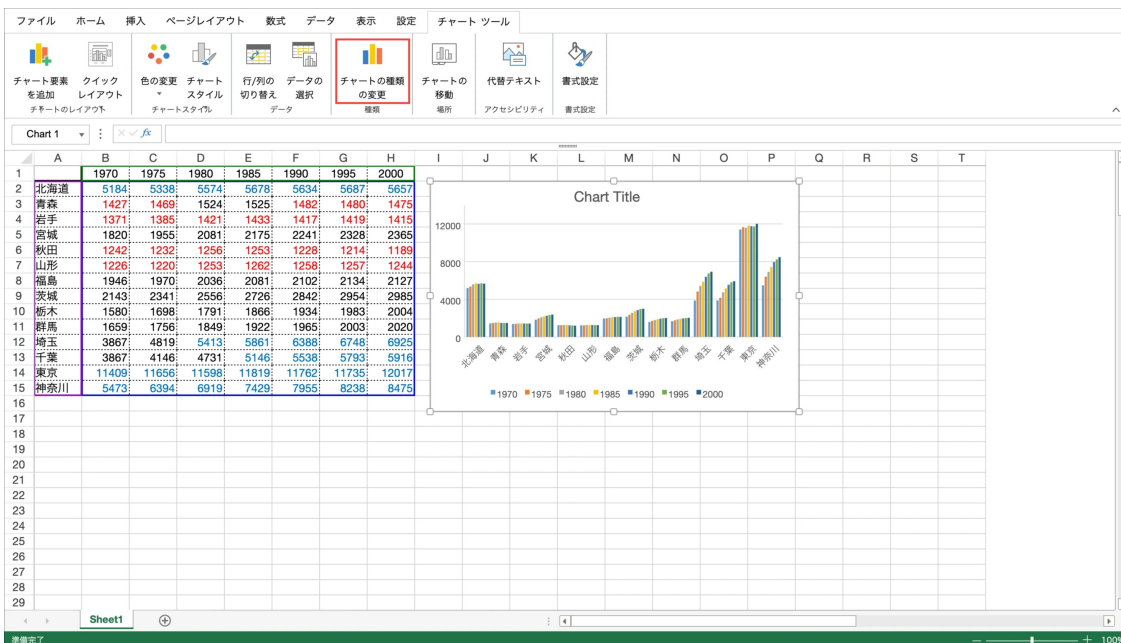 ファイル ホーム 挿入 ページレイアウト 数式 データ 表示 設定 チャート ツール
チャート要素 クイック 色の変更 チャート 行/列の データの チャートの種類 チャートの 代替テキスト 書式設定
を追加 レイアウト スタイル 切り替え 選択 の変更 移動
チャートのレイアウト チャートスタイル データ 種類 場所 アクセシビリティ 書式設定
Chart 1 fx
A B C D E F G H I J K L M N O P Q R S T
1 1970 1975 1980 1985 1990 1995 2000
2 北海道 5184 5338 5574 5678 5634 5687 5657
3 青森 1427 1469 1524 1525 1482 1480 1475
4 岩手 1371 1385 1421 1433 1417 1419 1415
5 宮城 1820 1955 2081 2175 2241 2328 2365
6 秋田 1242 1232 1256 1253 1228 1214 1189
7 山形 1226 1220 1253 1262 1258 1257 1244
8 福島 1946 1970 2036 2081 2102 2134 2127
9 茨城 2143 2341 2556 2726 2842 2954 2985
10 栃木 1580 1698 1791 1866 1934 1983 2004
11 群馬 1659 1756 1849 1922 1965 2003 2020
12 埼玉 3867 4819 5413 5861 6388 6748 6925
13 千葉 3867 4146 4731 5146 5538 5793 5916
14 東京 11409 11656 11598 11819 11762 11735 12017
15 神奈川 5473 6394 6919 7429 7955 8238 8475
16
17
18
19
20
21
22
23
24
25
26
27
28
29
Chart Title
12000
8000
4000
0
北海道 青森 岩手 宮城 秋田 山形 福島 茨城 栃木 群馬 埼玉 千葉 東京 神奈川
1970 1975 1980 1985 1990 1995 2000
Sheet1
準備完了 100%